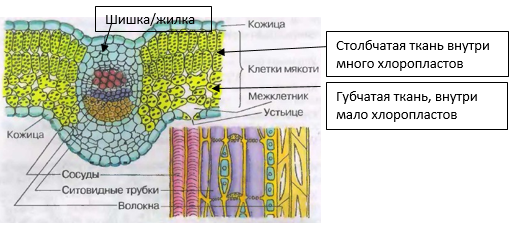 Шишка/жилка
Кожица
Столбчатая ткань внутри
много хлоропластов
Клетки мякоти
Межклетник
Губчатая ткань, внутри
мало хлоропластов
Устьице
Кожица
Сосуды
Ситовидные трубки
Волокна